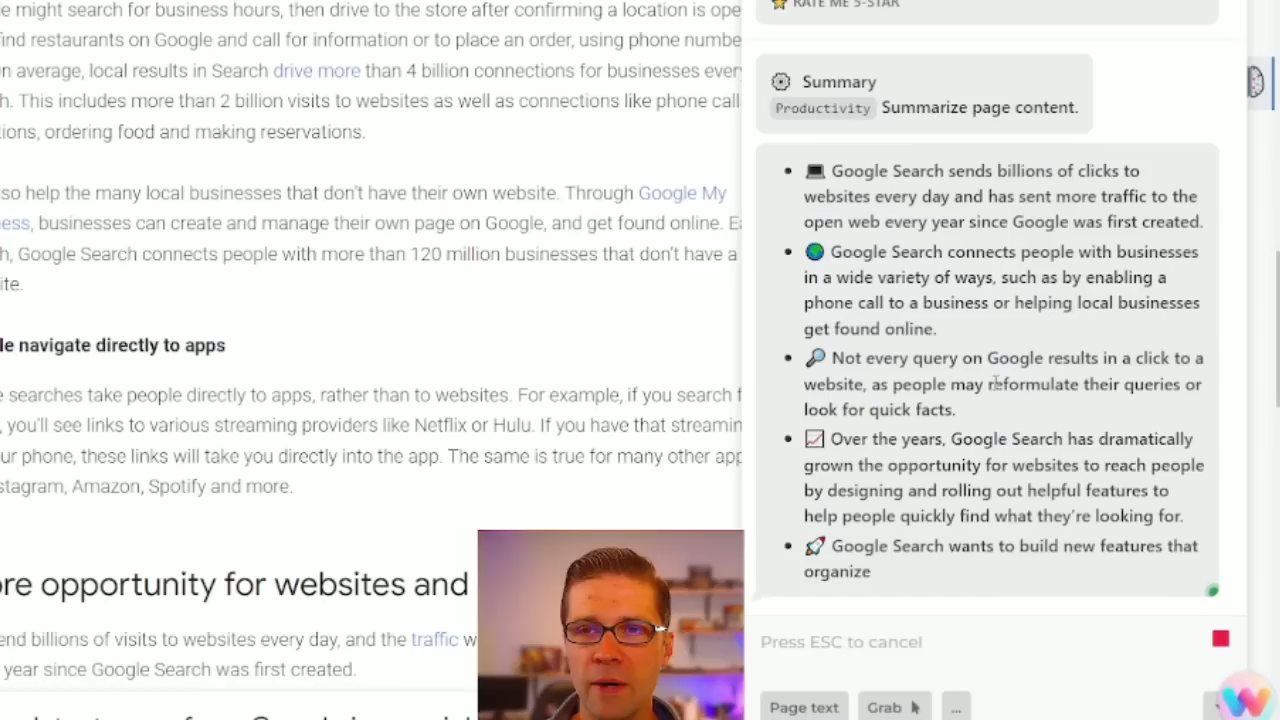 e might search for business hours, then drive to the store after confirming a location is ope
find restaurants on Google and call for information or to place an order, using phone numbe
n average, local results in Search drive more than 4 billion connections for businesses ever
h. This includes more than 2 billion visits to websites as well as connections like phone call
tions, ordering food and making reservations.
so help the many local businesses that don't have their own website. Through Google My
ess, businesses can create and manage their own page on Google, and get found online. Ea
h, Google Search connects people with more than 120 million businesses that don't have a
ite.
le navigate directly to apps
e searches take people directly to apps, rather than to websites. For example, if you search f
, you'll see links to various streaming providers like Netflix or Hulu. If you have that streamin
ur phone, these links will take you directly into the app. The same is true for many other app
stagram, Amazon, Spotify and more.
ore opportunity for websites and
end billions of visits to websites every day, and the traffic w
year since Google Search was first created.
RATE ME 5-STAR
Summary
Productivity Summarize page content.
• Google Search sends billions of clicks to
websites every day and has sent more traffic to the
open web every year since Google was first created.
• Google Search connects people with businesses
in a wide variety of ways, such as by enabling a
phone call to a business or helping local businesses
get found online.
• Not every query on Google results in a click to a
website, as people may reformulate their queries or
look for quick facts.
• Over the years, Google Search has dramatically
grown the opportunity for websites to reach people
by designing and rolling out helpful features to
help people quickly find what they're looking for.
• Google Search wants to build new features that
organize
Press ESC to cancel
Page text
Grab
...